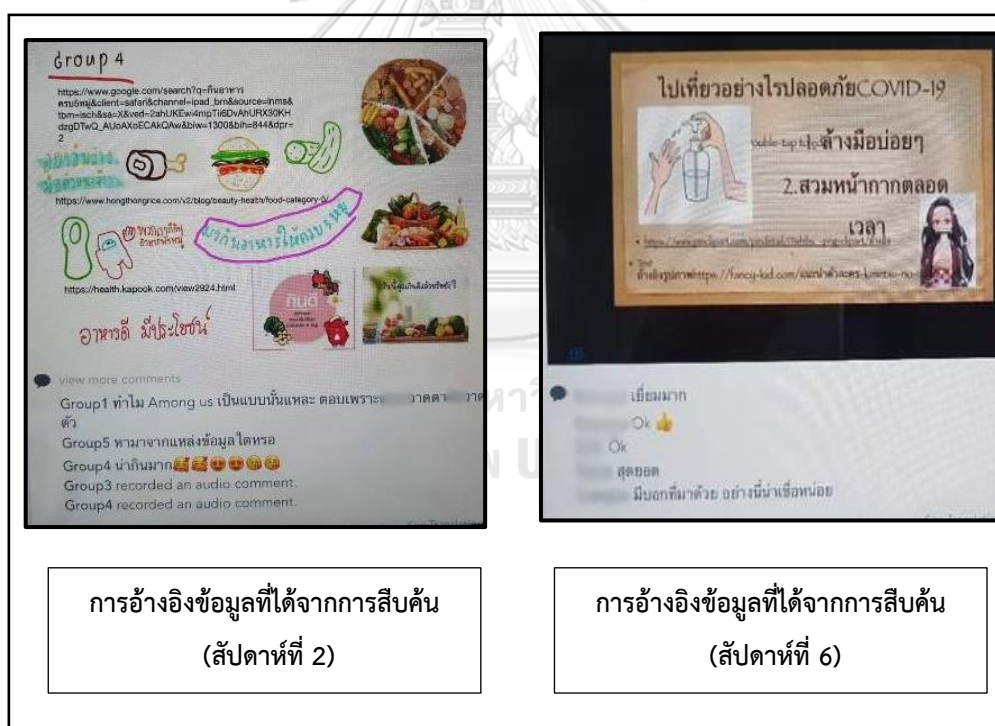 Group 4
https://www.google.com/search?q=กินอาหาร
ครบ5หมู่&client=safari&channel=ipad_bm&source=lnms&
tbm=isch&sa=X&ved=2ahUKEwi4mpTii6DvAhURX30KH
dzgDTwQ_AUoAXoECAkQAw&biw=1300&bih=844&dpr=
2
https://www.hongthongrice.com/v2/blog/beauty-health/food-category-5/
มากินอาหารให้ครบ 5 หมู่
https://health.kapook.com/view2924.html
กินดี
อาหารดี มีประโยชน์
view more comments
Group1 ทำไม Among us เป็นแบบนั้นแหละ ตอบเพราะ
ตัว
Group5 หามาจากแหล่งข้อมูลใดหรอ
Group4 น่ากินมาก🥰🥰😍😍😘😘
Group3 recorded an audio comment.
Group4 recorded an audio comment.
ไปเที่ยวอย่างไรปลอดภัยCOVID-19
ล้างมือบ่อยๆ
2.สวมหน้ากากตลอด
เวลา
เยี่ยมมาก
Ok 👍
Ok
สุดยอด
มีบอกที่มาด้วย อย่างนี้น่าเชื่อหน่อย
การอ้างอิงข้อมูลที่ได้จากการสืบค้น
(สัปดาห์ที่ 2)
การอ้างอิงข้อมูลที่ได้จากการสืบค้น
(สัปดาห์ที่ 6)